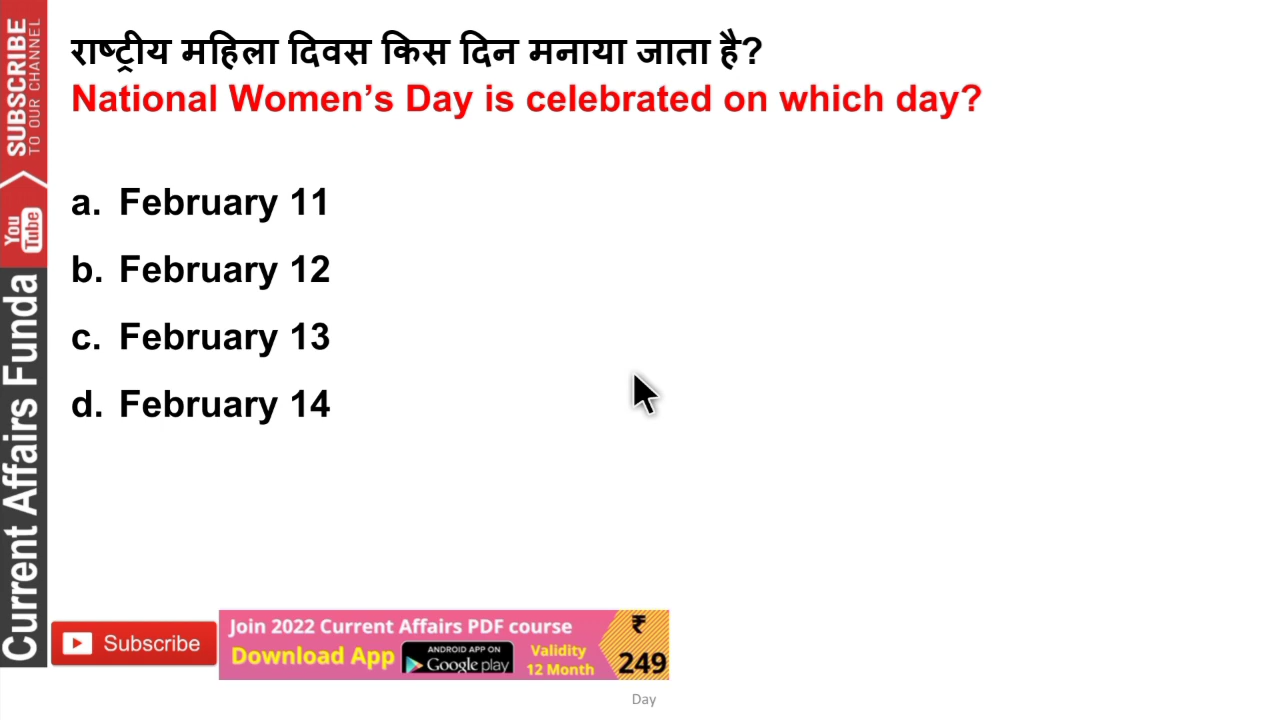 राष्ट्रीय महिला दिवस किस दिन मनाया जाता है?
National Women’s Day is celebrated on which day?
a. February 11
b. February 12
c. February 13
d. February 14
SUBSCRIBE
TO OUR CHANNEL
You
Tube
Current Affairs Funda
Subscribe
Join 2022 Current Affairs PDF course
Download App
ANDROID APP ON
Google play
Validity
12 Month
₹
249
Day